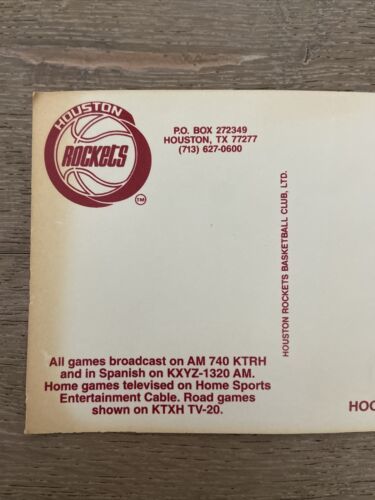 HOUSTON
ROCKETS
TM
P.O. BOX 272349
HOUSTON, TX 77277
(713) 627-0600
HOUSTON ROCKETS BASKETBALL CLUB, LTD.
All games broadcast on AM 740 KTRH
and in Spanish on KXYZ-1320 AM.
Home games televised on Home Sports
Entertainment Cable. Road games
shown on KTXH TV-20.
HOO